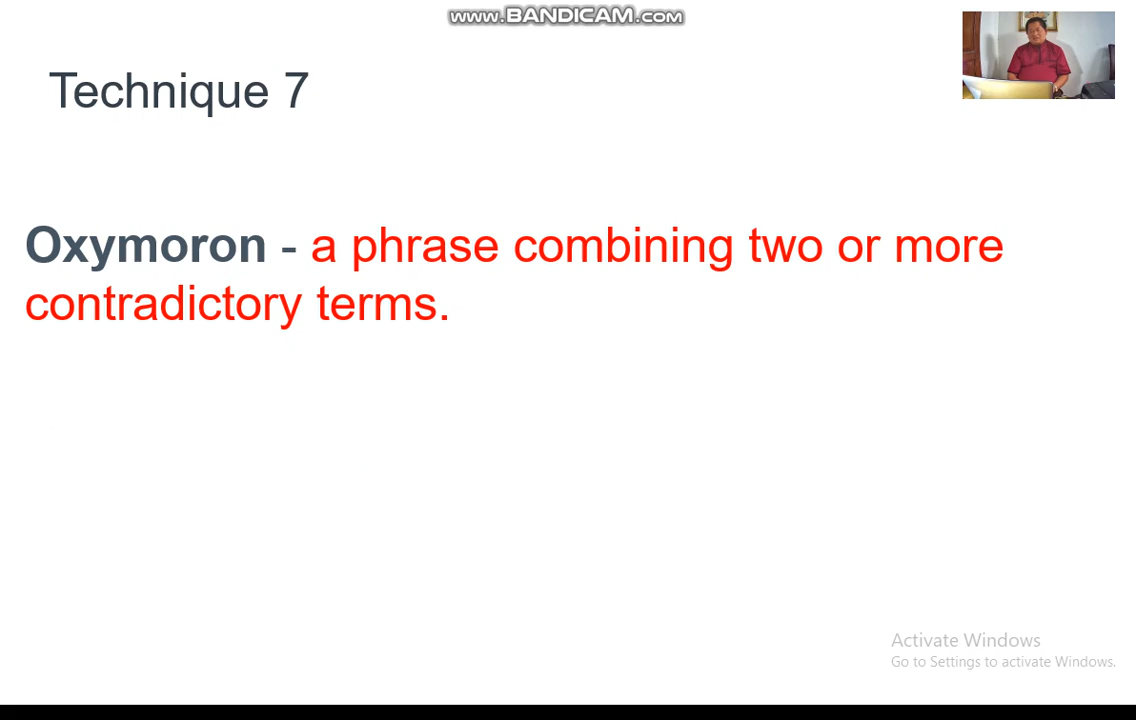 www.BANDICAM.com
Technique 7
Oxymoron - a phrase combining two or more
contradictory terms.
Activate Windows
Go to Settings to activate Windows.